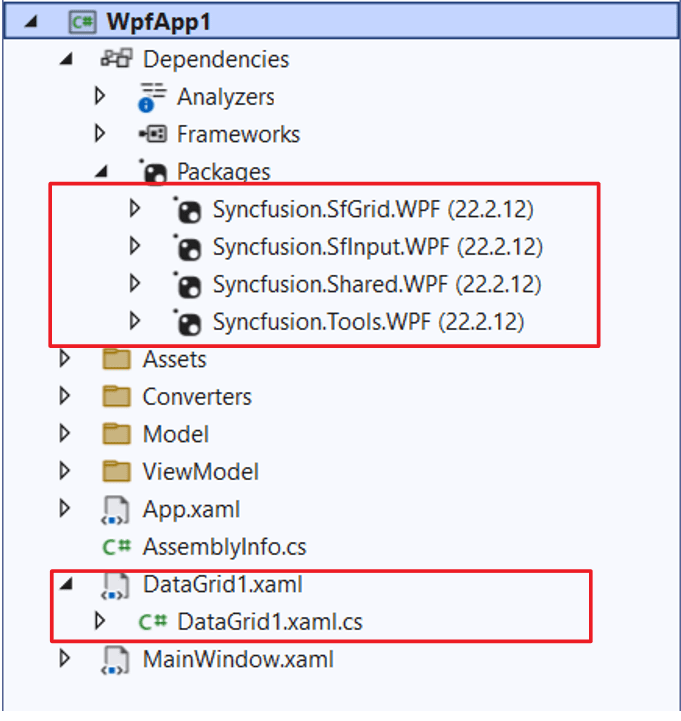 C# WpfApp1
Dependencies
Analyzers
Frameworks
Packages
Syncfusion.SfGrid.WPF (22.2.12)
Syncfusion.SfInput.WPF (22.2.12)
Syncfusion.Shared.WPF (22.2.12)
Syncfusion.Tools.WPF (22.2.12)
Assets
Converters
Model
ViewModel
App.xaml
C# AssemblyInfo.cs
DataGrid1.xaml
C# DataGrid1.xaml.cs
MainWindow.xaml